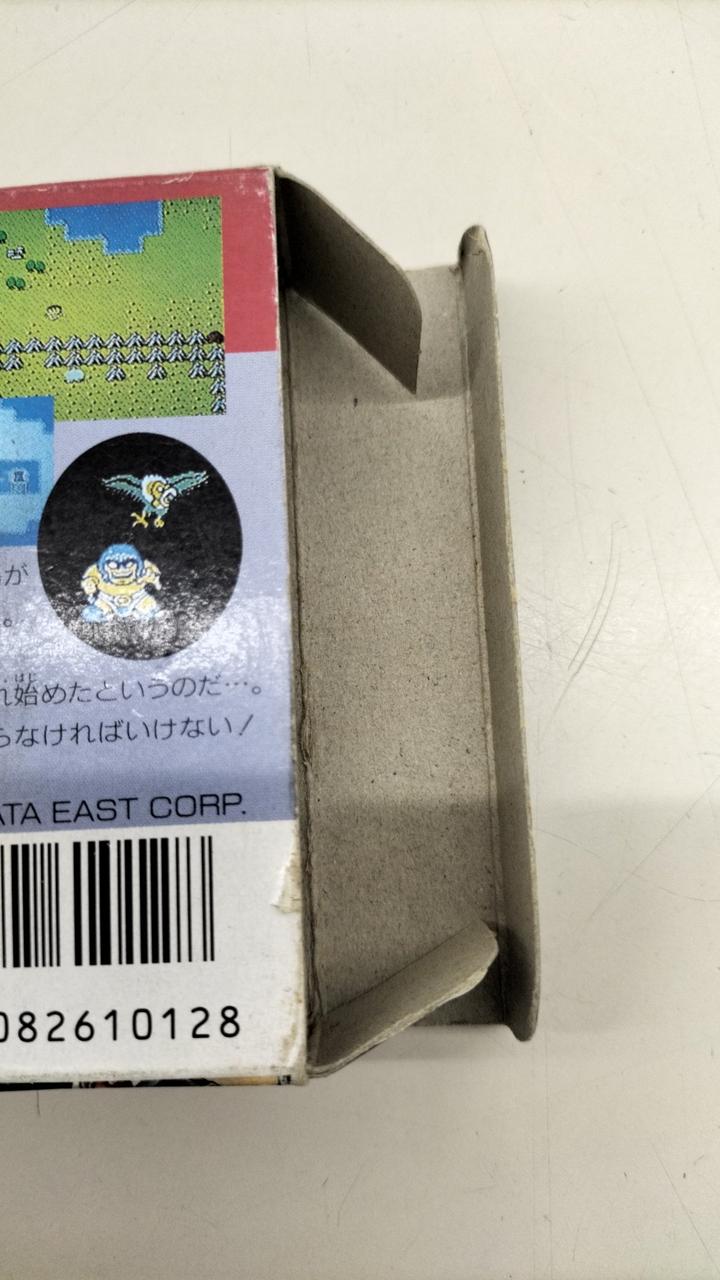 が
。
れ始めたというのだ…。
らなければいけない！
ATA EAST CORP.
082610128